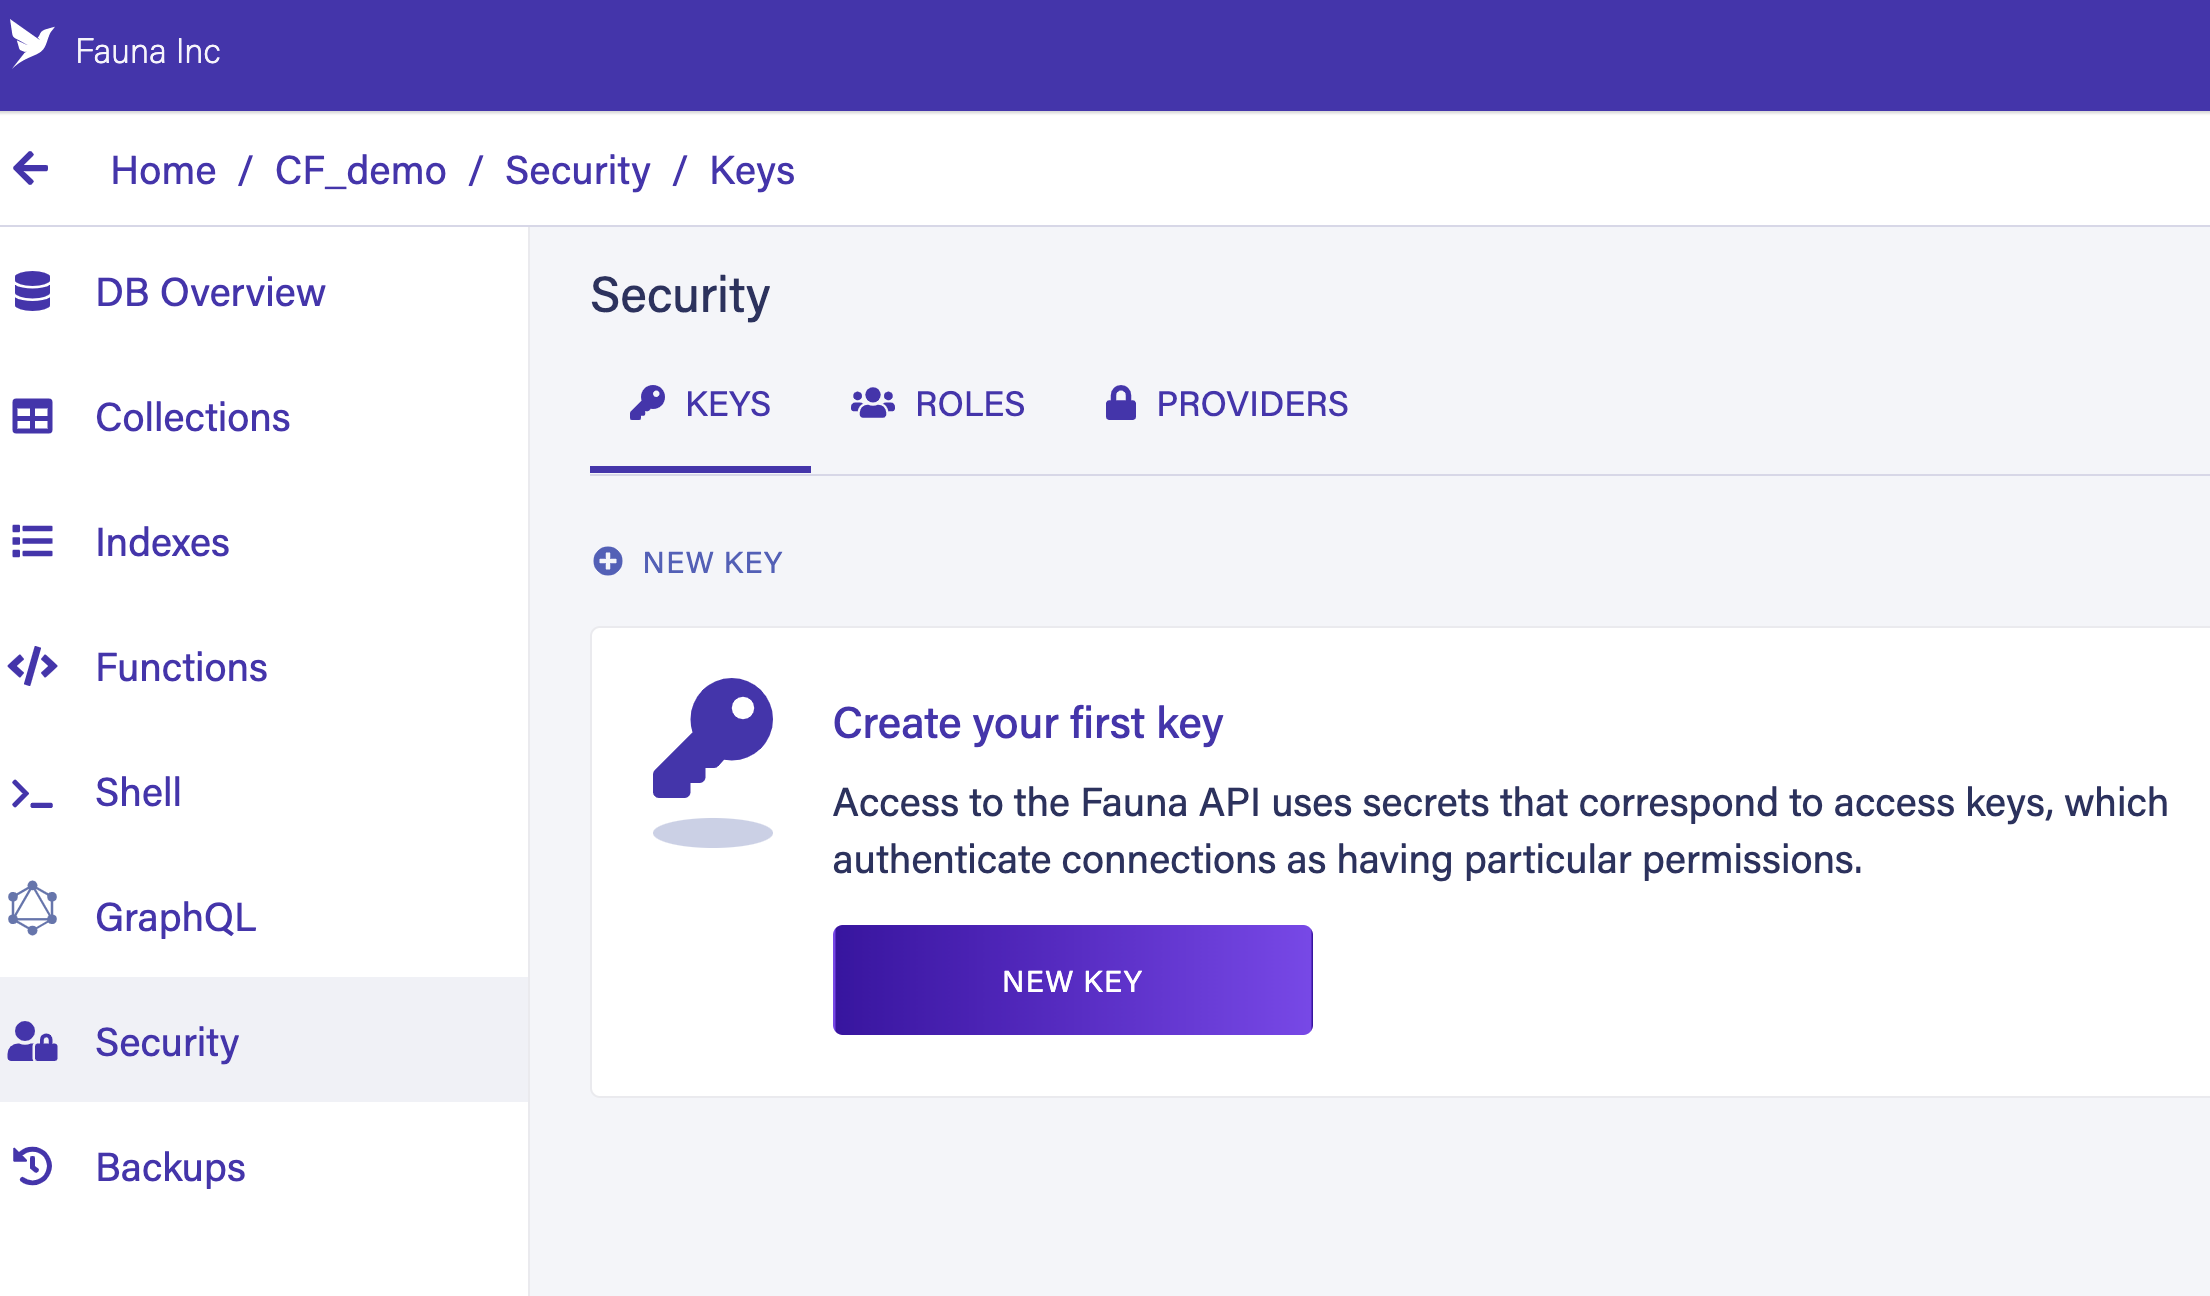 Fauna Inc
Home / CF_demo / Security / Keys
DB Overview
Collections
Indexes
Functions
Shell
GraphQL
Security
Backups
Security
KEYS ROLES PROVIDERS
NEW KEY
Create your first key
Access to the Fauna API uses secrets that correspond to access keys, which
authenticate connections as having particular permissions.
NEW KEY